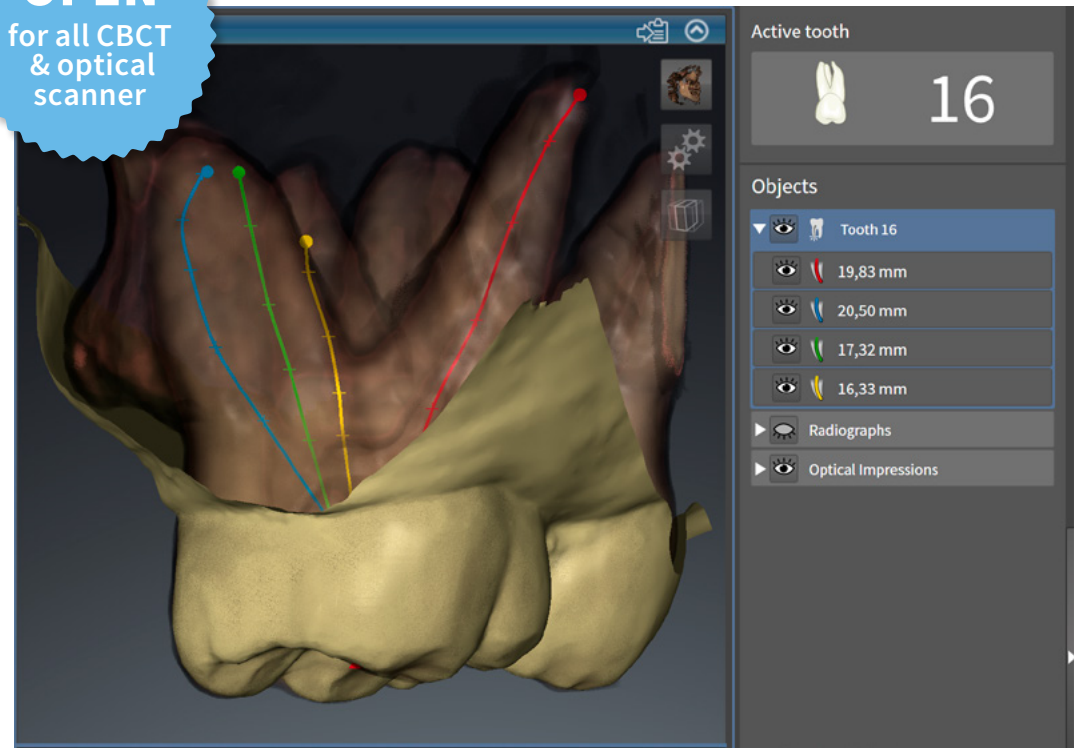 OPEN
for all CBCT
& optical
scanner
Active tooth
16
Objects
Tooth 16
19,83 mm
20,50 mm
17,32 mm
16,33 mm
Radiographs
Optical Impressions